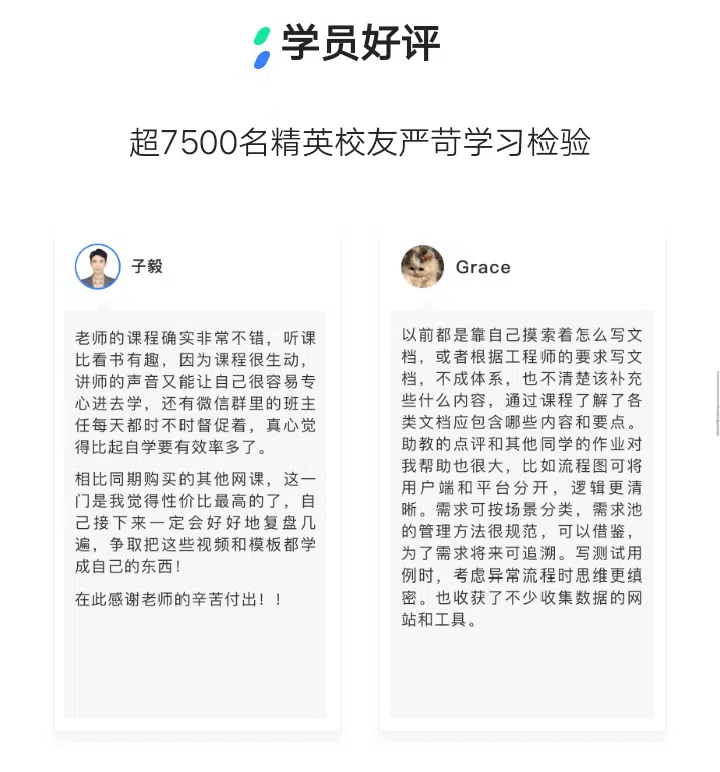 学员好评
超7500名精英校友严苛学习检验
子毅
老师的课程确实非常不错，听课
比看书有趣，因为课程很生动，
讲师的声音又能让自己很容易专
心进去学，还有微信群里的班主
任每天都时不时督促着，真心觉
得比起自学要有效率多了。
相比同期购买的其他网课，这一
门是我觉得性价比最高的了，自
己接下来一定会好好地复盘几
遍，争取把这些视频和模板都学
成自己的东西！
在此感谢老师的辛苦付出！！
Grace
以前都是靠自己摸索着怎么写文
档，或者根据工程师的要求写文
档，不成体系，也不清楚该补充
些什么内容，通过课程了解了各
类文档应包含哪些内容和要点。
助教的点评和其他同学的作业对
我帮助也很大，比如流程图可将
用户端和平台分开，逻辑更清
晰。需求可按场景分类，需求池
的管理方法很规范，可以借鉴，
为了需求将来可追溯。写测试用
例时，考虑异常流程时思维更缜
密。也收获了不少收集数据的网
站和工具。